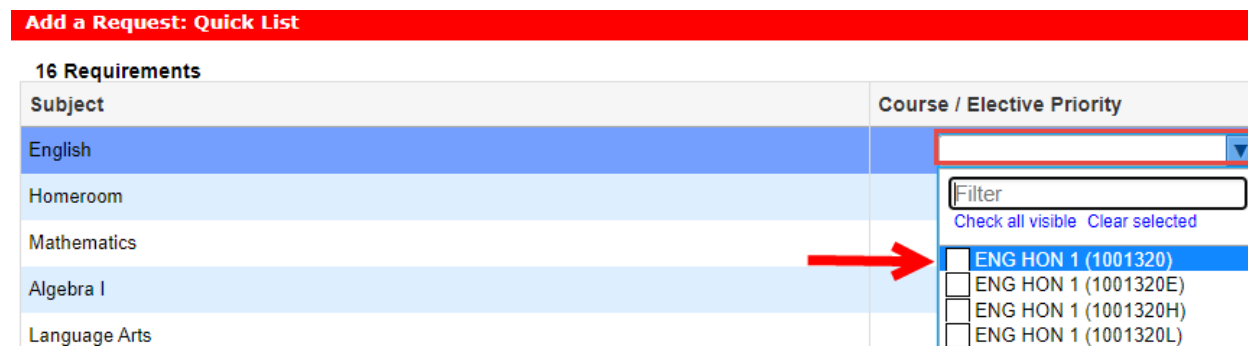 Add a Request: Quick List
16 Requirements
Subject Course / Elective Priority
English
Filter
Homeroom
Check all visible Clear selected
Mathematics
ENG HON 1 (1001320)
Algebra I
ENG HON 1 (1001320E)
ENG HON 1 (1001320H)
Language Arts
ENG HON 1 (1001320L)